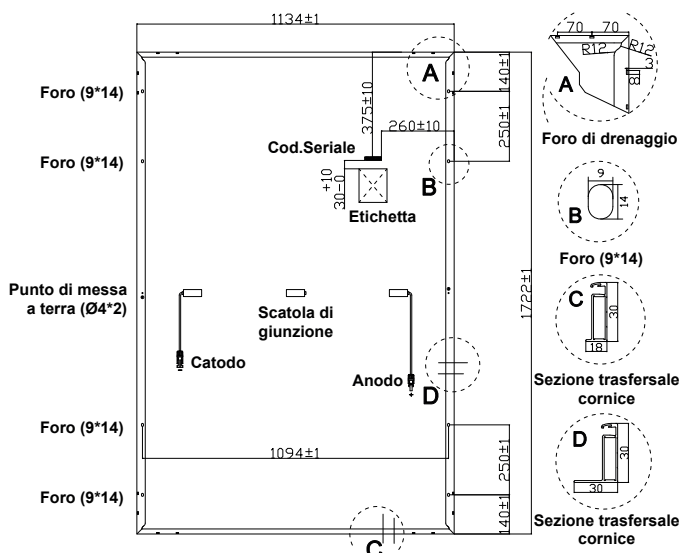 1134±1
A
140±1
250±1
375±10
260±10
Foro (9*14)
Foro (9*14)
Cod.Seriale
B
+10
30-0
Etichetta
1722±1
Punto di messa
a terra (Ø4*2)
Scatola di
giunzione
Catodo
Anodo
D
Foro (9*14)
1094±1
250±1
Foro (9*14)
140±1
C
70
70
R12
R12
3
8
A
Foro di drenaggio
9
14
B
Foro (9*14)
C
30
18
Sezione trasfersale
cornice
D
30
30
Sezione trasfersale
cornice